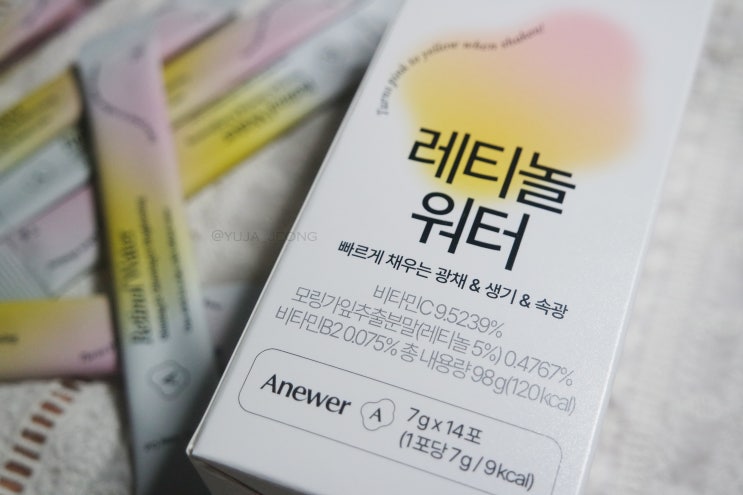 Turns pink to yellow when shaken!
레티놀
워터
빠르게 채우는 광채 & 생기 & 속광
비타민C 9.5239%
모링가잎추출분말(레티놀 5%) 0.4767%
비타민B2 0.075% 총 내용량 98g(120kcal)
Anewer A 7g x 14포
(1포당 7g / 9kcal)
@YUJA_JEONG
Retinol Water
A
Retinol Water